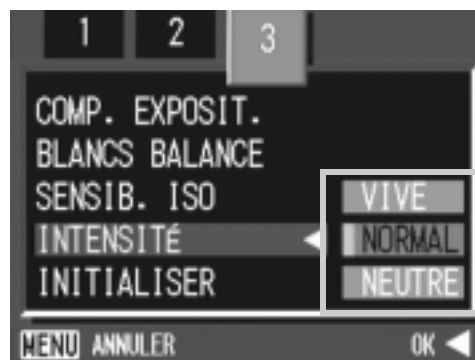 1 2 3
COMP. EXPOSIT.
BLANCS BALANCE
SENSIB. ISO VIVE
INTENSITÉ NORMAL
INITIALISER NEUTRE
MENU ANNULER OK